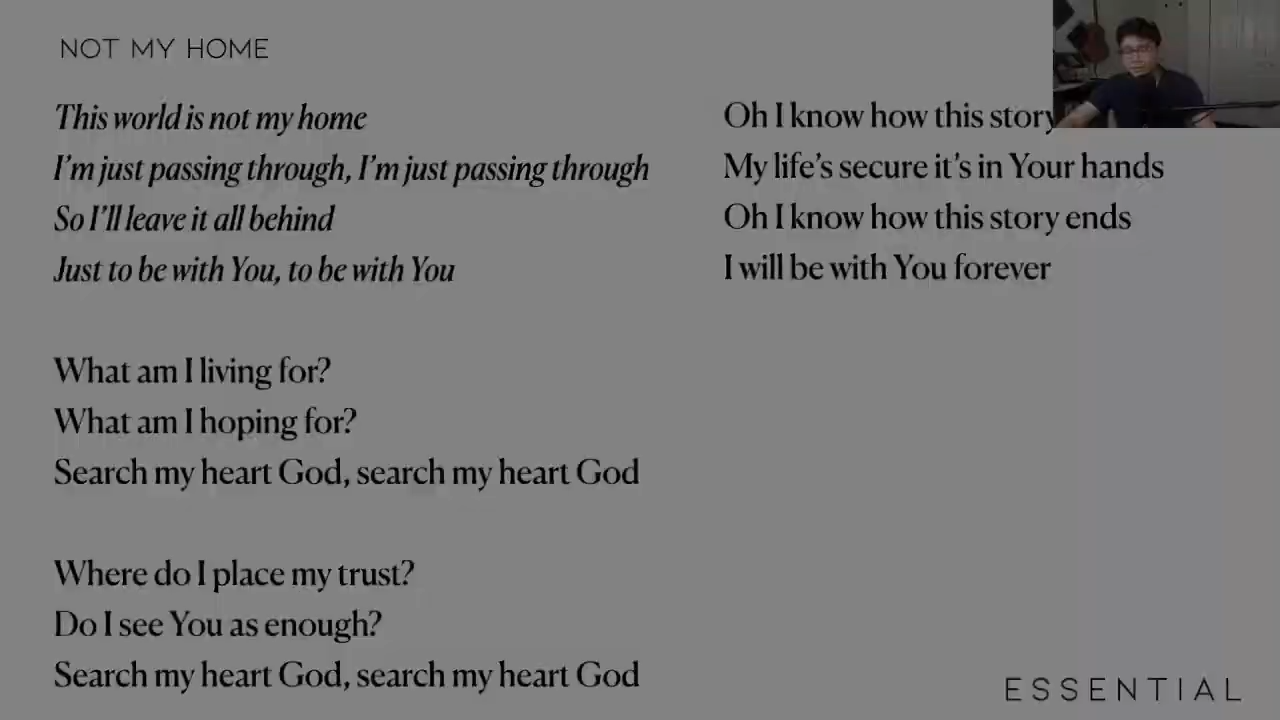 NOT MY HOME
This world is not my home
I'm just passing through, I'm just passing through
So I'll leave it all behind
Just to be with You, to be with You
What am I living for?
What am I hoping for?
Search my heart God, search my heart God
Where do I place my trust?
Do I see You as enough?
Search my heart God, search my heart God
Oh I know how this story
My life's secure it's in Your hands
Oh I know how this story ends
I will be with You forever
ESSENTIAL